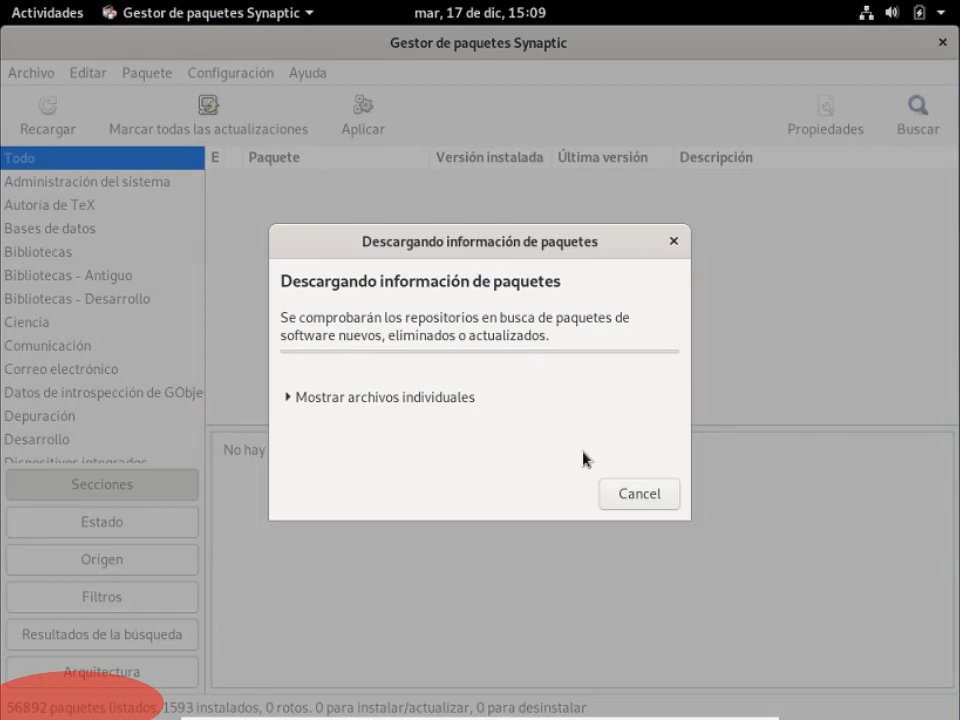 Actividades Gestor de paquetes Synaptic mar, 17 de dic, 15:09
Gestor de paquetes Synaptic
Archivo Editar Paquete Configuración Ayuda
Recargar Marcar todas las actualizaciones Aplicar Propiedades Buscar
Todo
E Paquete Versión instalada Última versión Descripción
Administración del sistema
Autoría de TeX
Bases de datos
Bibliotecas
Bibliotecas - Antiguo
Bibliotecas - Desarrollo
Ciencia
Comunicación
Correo electrónico
Datos de introspección de GObje
Depuración
Desarrollo
Dispositivos integrados
Descargando información de paquetes
Descargando información de paquetes
Se comprobarán los repositorios en busca de paquetes de
software nuevos, eliminados o actualizados.
Mostrar archivos individuales
No hay
Cancel
Secciones
Estado
Origen
Filtros
Resultados de la búsqueda
Arquitectura
56892 paquetes listados, 1593 instalados, 0 rotos. 0 para instalar/actualizar, 0 para desinstalar